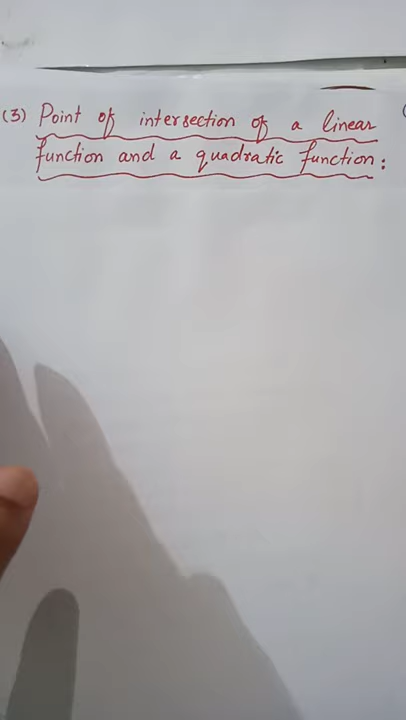 (3) Point of intersection of a linear
function and a quadratic function: